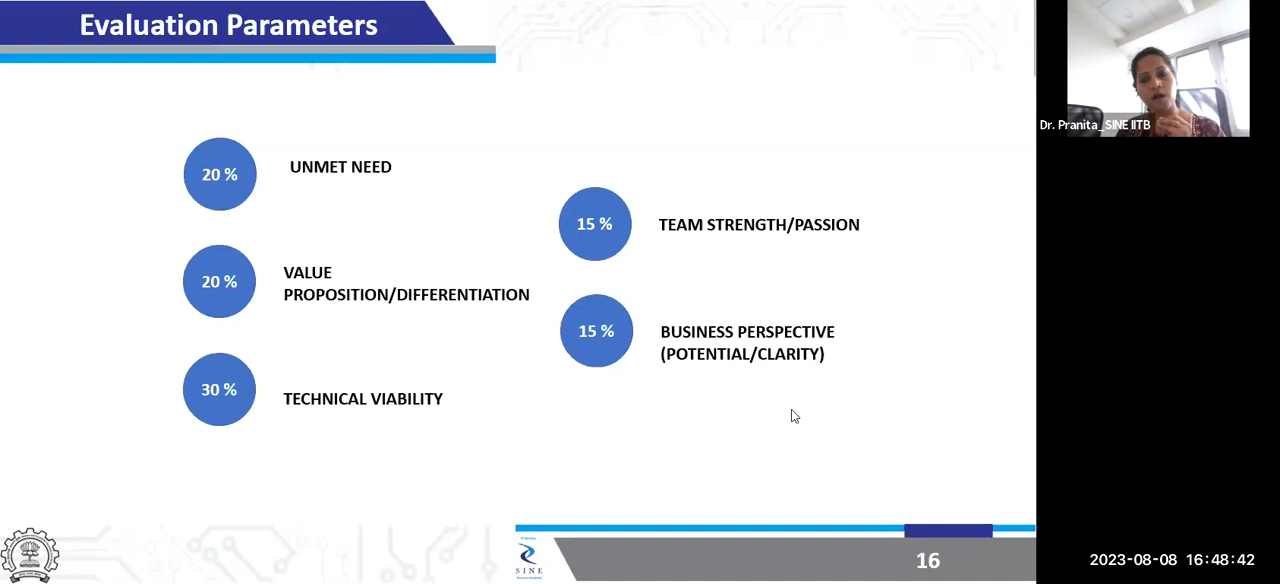 Evaluation Parameters
Dr. Pranita_SINE IITB
20 %
UNMET NEED
20 %
VALUE
PROPOSITION/DIFFERENTIATION
30 %
TECHNICAL VIABILITY
15 %
TEAM STRENGTH/PASSION
15 %
BUSINESS PERSPECTIVE
(POTENTIAL/CLARITY)
SINE
16
2023-08-08 16:48:42